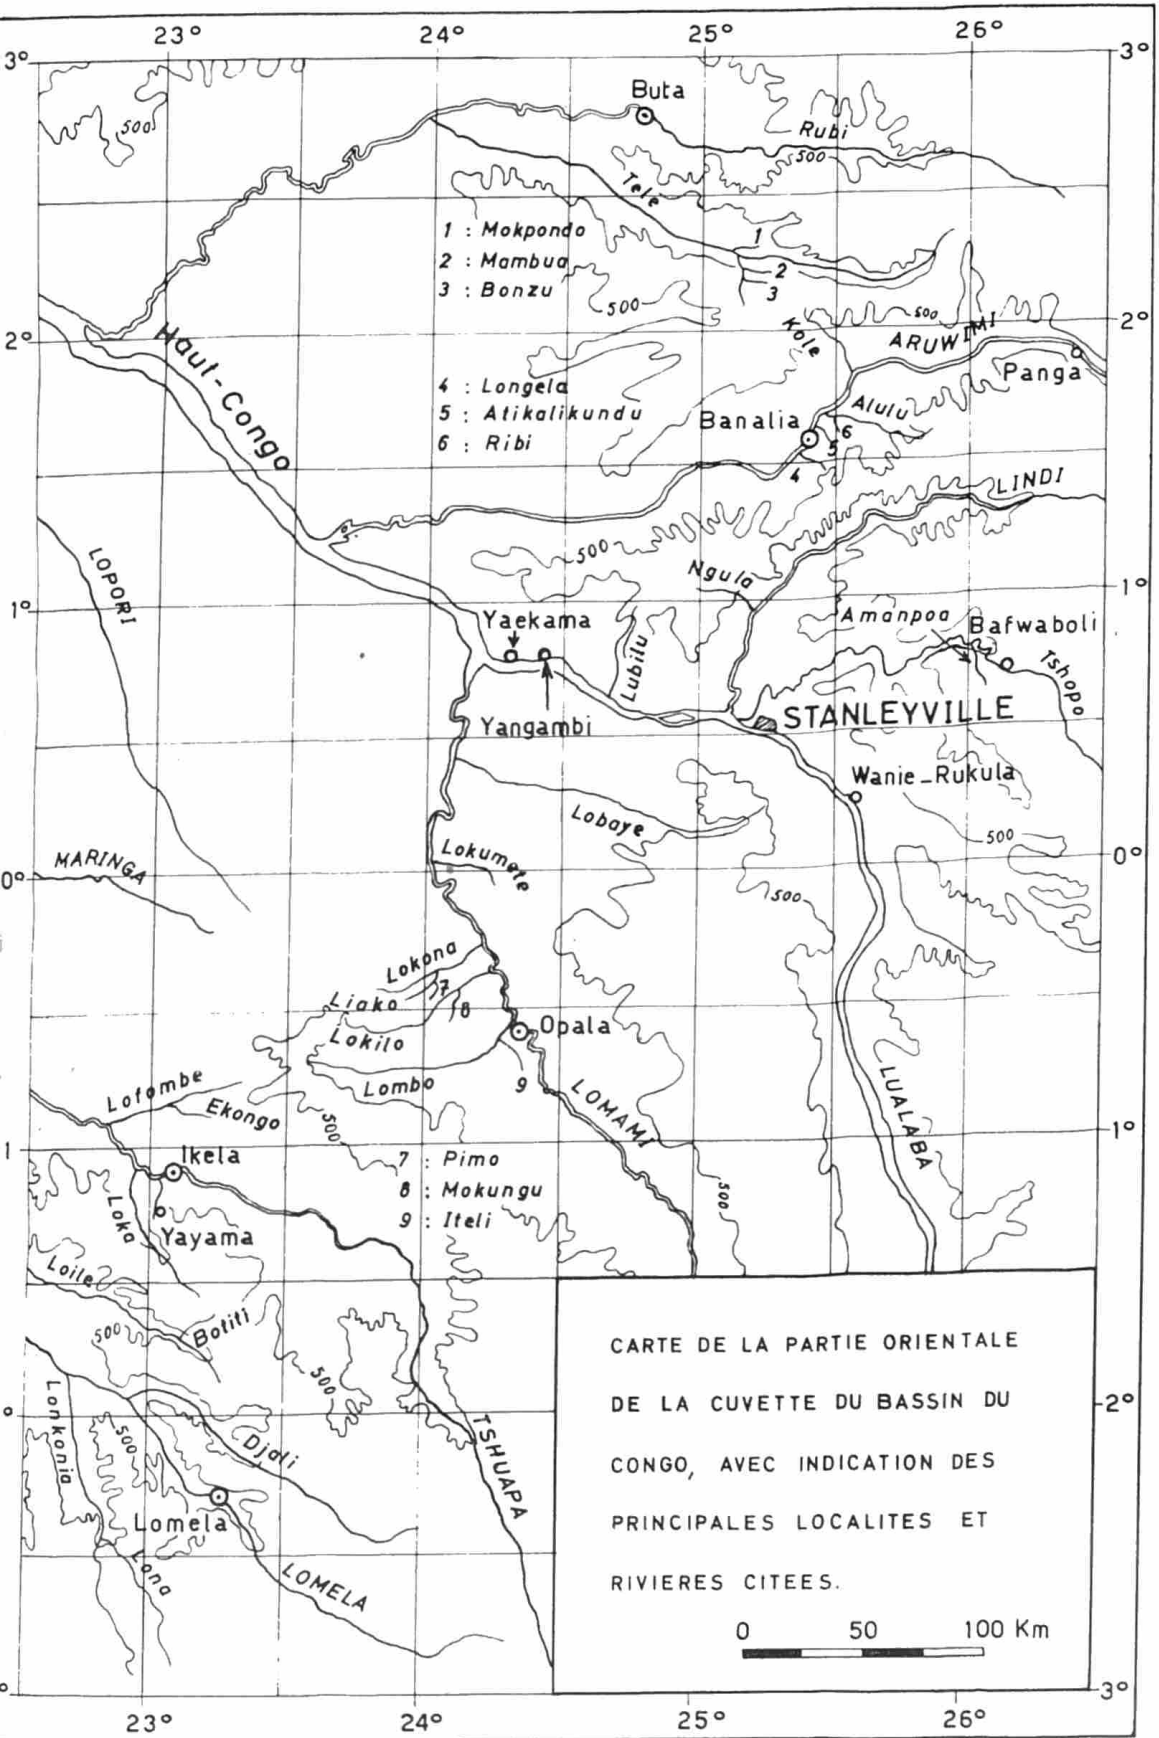 23° 24° 25° 26°
3° 3°
Buta
500
Rubi
500
Tele
1 : Mokpondo
1
2 : Mambua
2
3 : Bonzu
3
500
500
Kole
ARUWIMI
2° 2°
Haut-Congo
Panga
4 : Longela
5 : Atikalikundu
Alulu
Banalia
6
6 : Ribi
5
4
LINDI
500
LOPORI
Ngula
1° 1°
Yaekama
Amanpoa
Bafwaboli
Lubilu
Tshopo
STANLEYVILLE
Yangambi
Wanie_Rukula
Lobaye
500
Lokumete
MARINGA
0° 0°
500
Lokona
7
Liako
8
Opala
Lokilo
Lofombe
Lombo
9
LOMAMI
LUALABA
Ekongo
500
1 1°
Ikela
7 : Pimo
8 : Mokungu
500
Loka
9 : Iteli
Yayama
Loile
Botiti
500
500
CARTE DE LA PARTIE ORIENTALE
DE LA CUVETTE DU BASSIN DU
CONGO, AVEC INDICATION DES
PRINCIPALES LOCALITES ET
RIVIERES CITEES.
0 50 100 Km
° 2°
Lonkonia
500
Djali
TSHUAPA
Lomela
Lona
LOMELA
° 3°
23° 24° 25° 26°